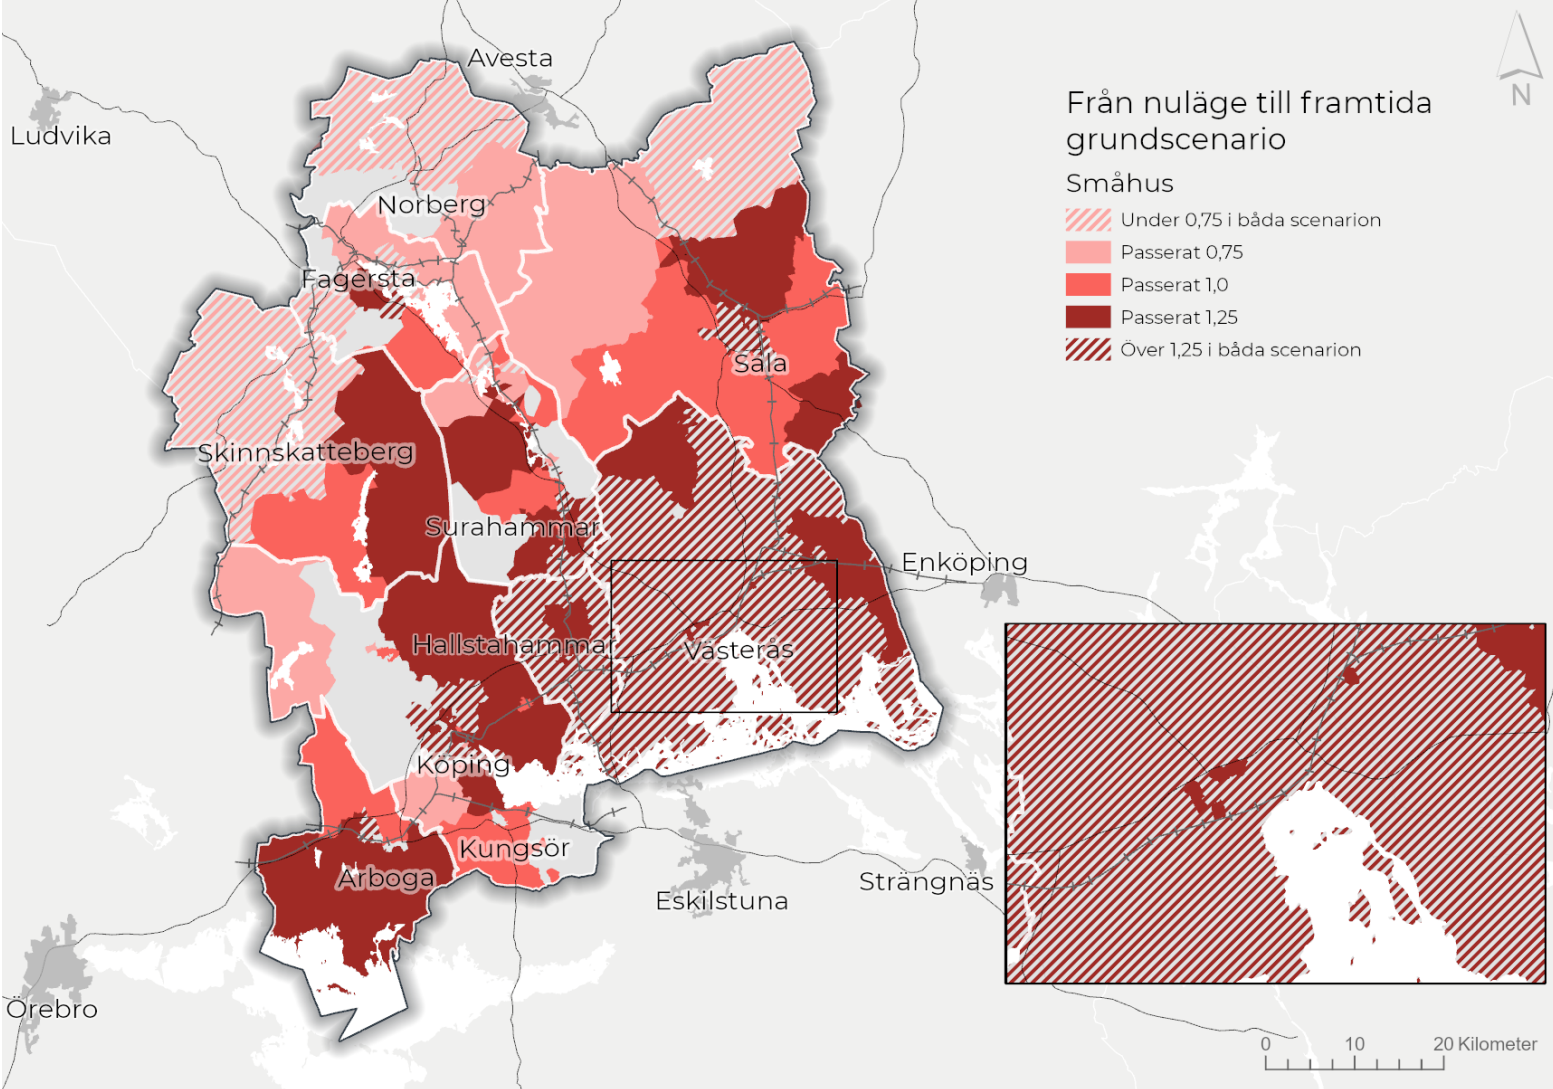 Avesta
Ludvika
Norberg
Fagersta
Sala
Skinnskatteberg
Surahammar
Enköping
Hallstahammar
Västerås
Köping
Kungsör
Arboga
Strängnäs
Eskilstuna
Örebro
N
Från nuläge till framtida
grundscenario
Småhus
Under 0,75 i båda scenarion
Passerat 0,75
Passerat 1,0
Passerat 1,25
Över 1,25 i båda scenarion
0 10 20 Kilometer